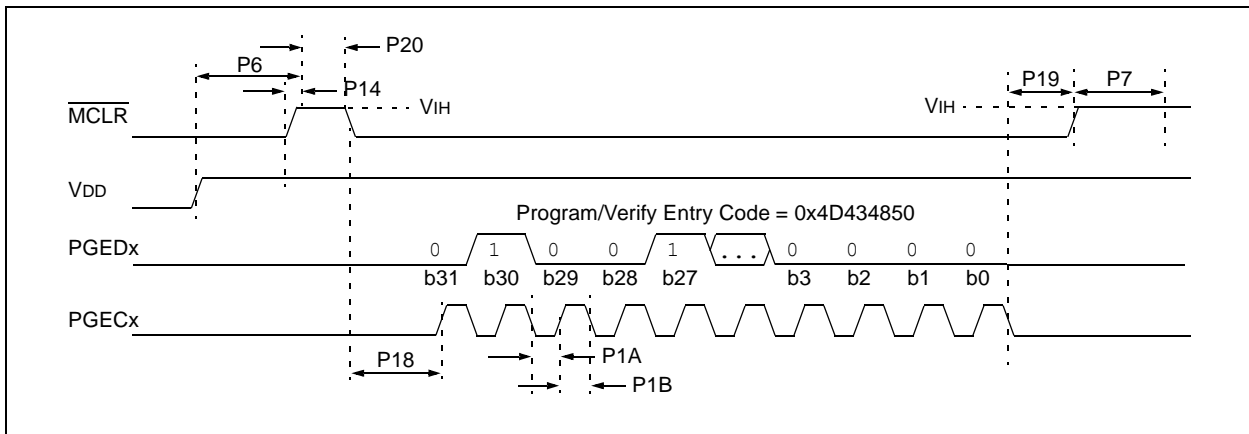 P20
P6
P14
P19
P7
MCLR
VIH
VIH
VDD
Program/Verify Entry Code = 0x4D434850
PGEDx
0 1 0 0 1 ... 0 0 0 0
b31 b30 b29 b28 b27 b3 b2 b1 b0
PGECx
P18
P1A
P1B